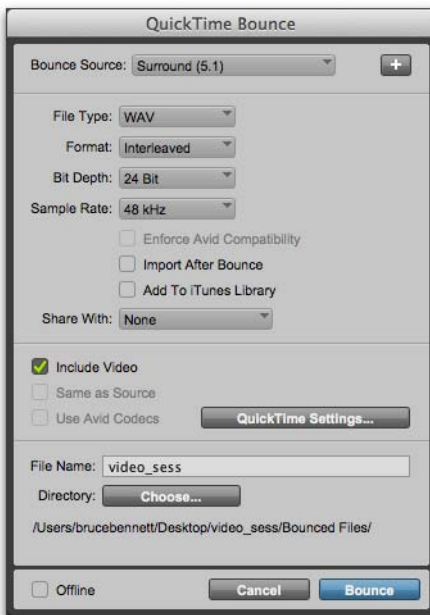 QuickTime Bounce
Bounce Source: Surround (5.1) +
File Type: WAV
Format: Interleaved
Bit Depth: 24 Bit
Sample Rate: 48 kHz
Enforce Avid Compatibility
Import After Bounce
Add To iTunes Library
Share With: None
Include Video
Same as Source
Use Avid Codecs QuickTime Settings...
File Name: video_sess
Directory: Choose...
/Users/brucebennett/Desktop/video_sess/Bounced Files/
Offline Cancel Bounce